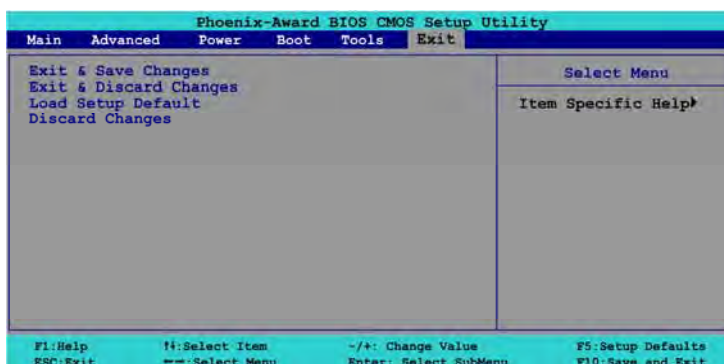 Phoenix-Award BIOS CMOS Setup Utility
Main Advanced Power Boot Tools Exit
Exit & Save Changes
Exit & Discard Changes
Load Setup Default
Discard Changes
Select Menu
Item Specific Help
F1:Help ↑↓:Select Item -/+: Change Value F5:Setup Defaults
ESC:Exit ←→:Select Menu Enter: Select SubMenu F10:Save and Exit